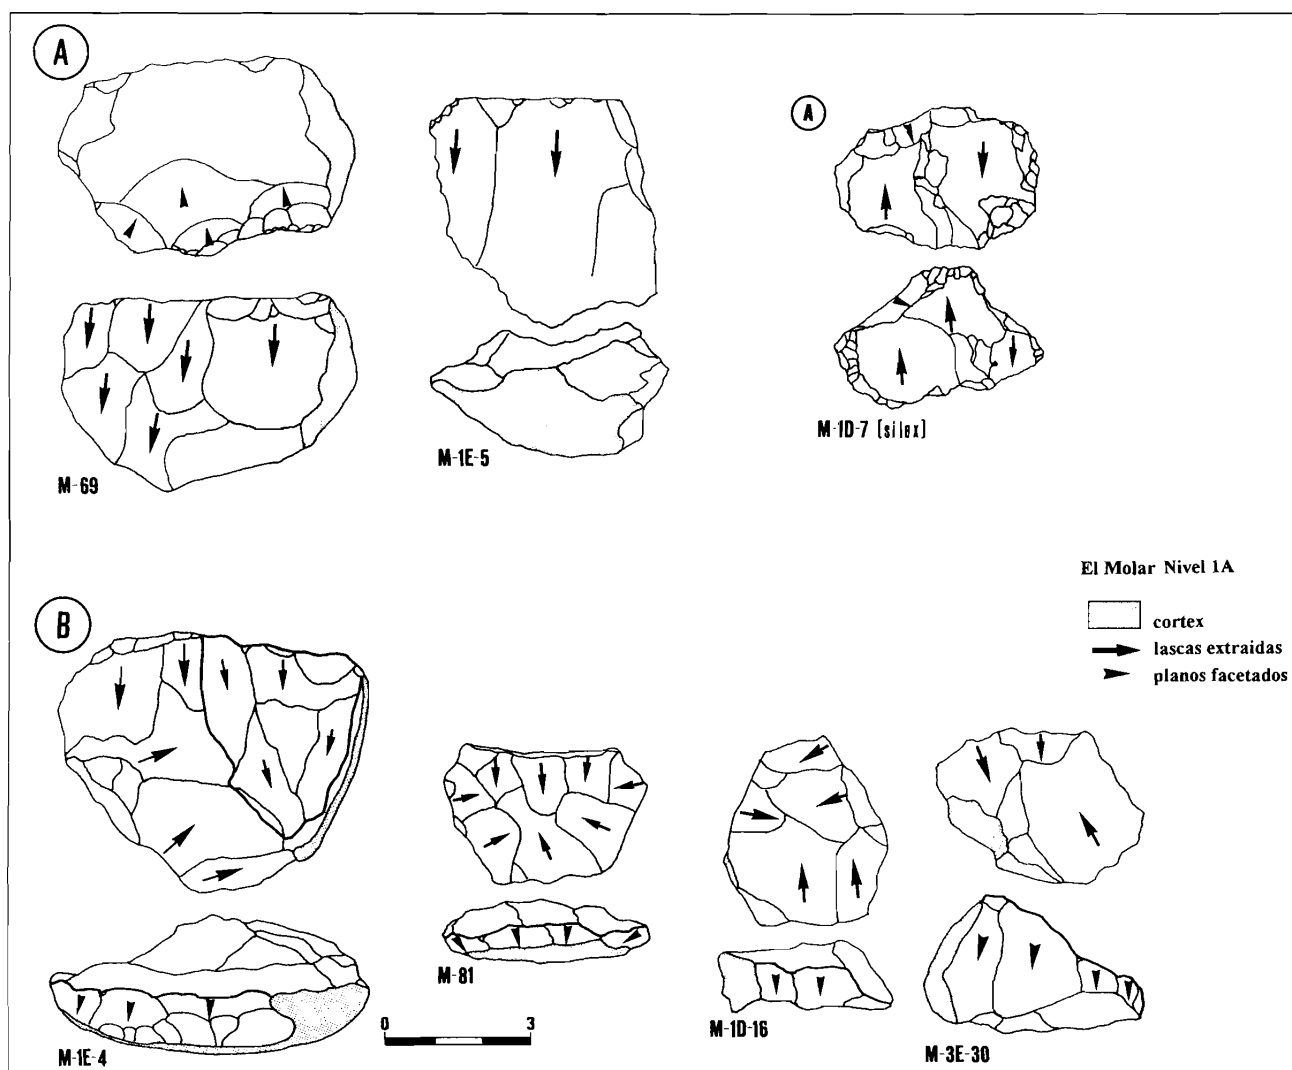 A
A
M-69
M-1E-5
M-1D-7 [silex]
El Molar Nivel 1A
cortex
lascas extraidas
planos facetados
B
M-1E-4
M-81
M-1D-16
M-3E-30
0 3